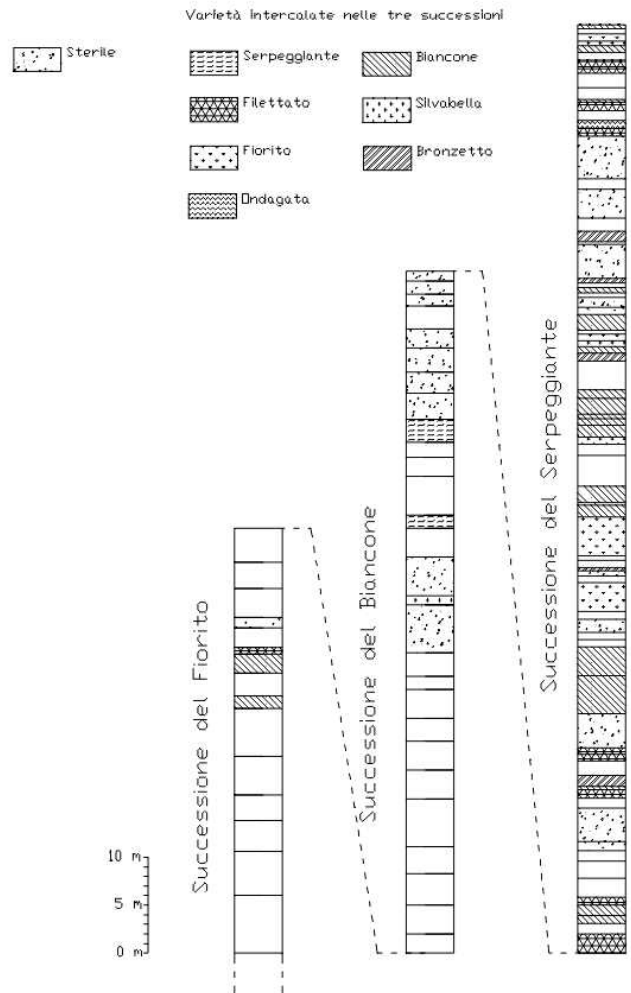 Varietà intercalate nelle tre successioni
Sterile
Serpeggiante
Biancone
Filettato
Silvabella
Fiorito
Bronzetto
Ondagata
Successione del Fiorito
Successione del Biancone
Successione del Serpeggiante
10 m
5 m
0 m